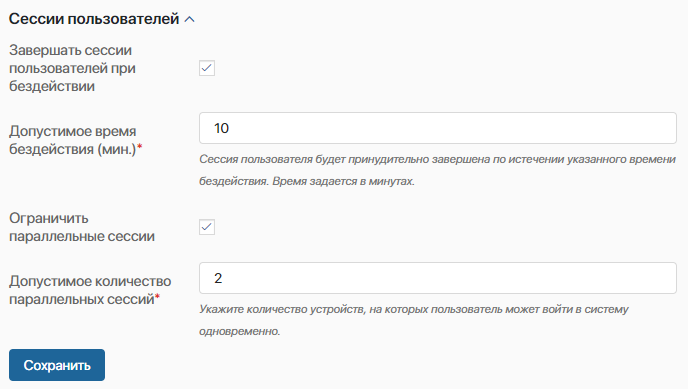 Сессии пользователей
Завершать сессии
пользователей при
бездействии
Допустимое время
бездействия (мин.)*
10
Сессия пользователя будет принудительно завершена по истечении указанного времени
бездействия. Время задается в минутах.
Ограничить
параллельные сессии
Допустимое количество
параллельных сессий*
2
Укажите количество устройств, на которых пользователь может войти в систему
одновременно.
Сохранить